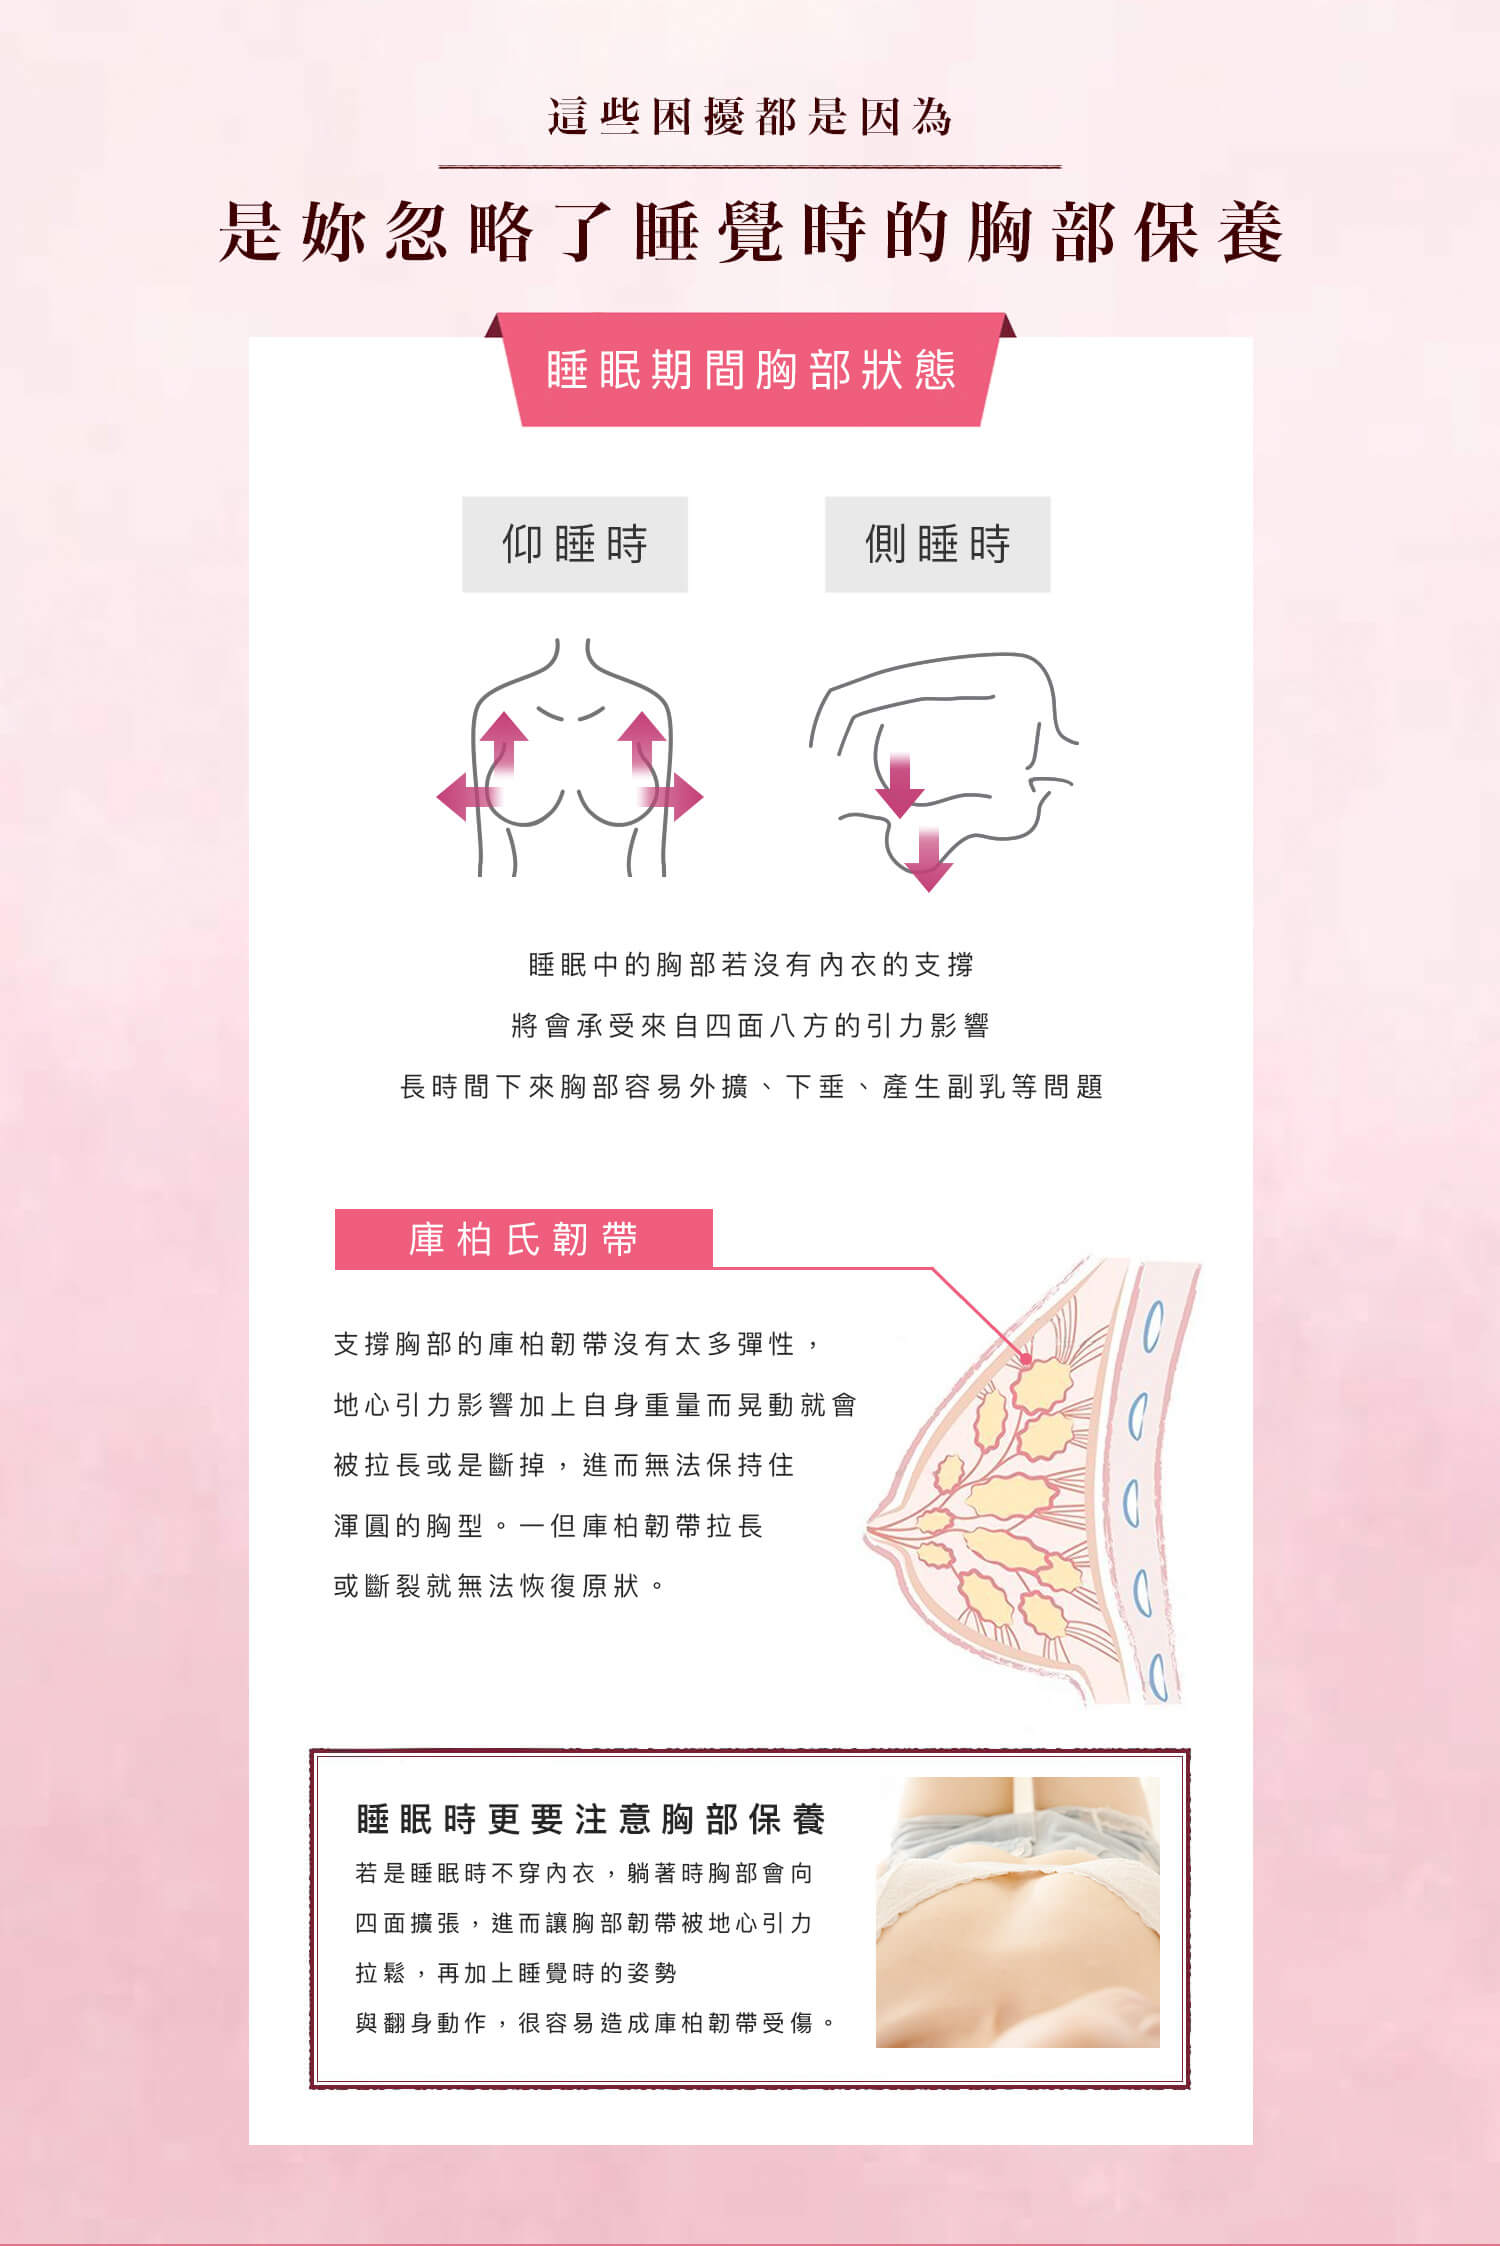 這些困擾都是因為
是妳忽略了睡覺時的胸部保養
睡眠期間胸部狀態
仰睡時
側睡時
睡眠中的胸部若沒有內衣的支撐
將會承受來自四面八方的引力影響
長時間下來胸部容易外擴、下垂、產生副乳等問題
庫柏氏韌帶
支撐胸部的庫柏韌帶沒有太多彈性，
地心引力影響加上自身重量而晃動就會
被拉長或是斷掉，進而無法保持住
渾圓的胸型。一但庫柏韌帶拉長
或斷裂就無法恢復原狀。
睡眠時更要注意胸部保養
若是睡眠時不穿內衣，躺著時胸部會向
四面擴張，進而讓胸部韌帶被地心引力
拉鬆，再加上睡覺時的姿勢
與翻身動作，很容易造成庫柏韌帶受傷。